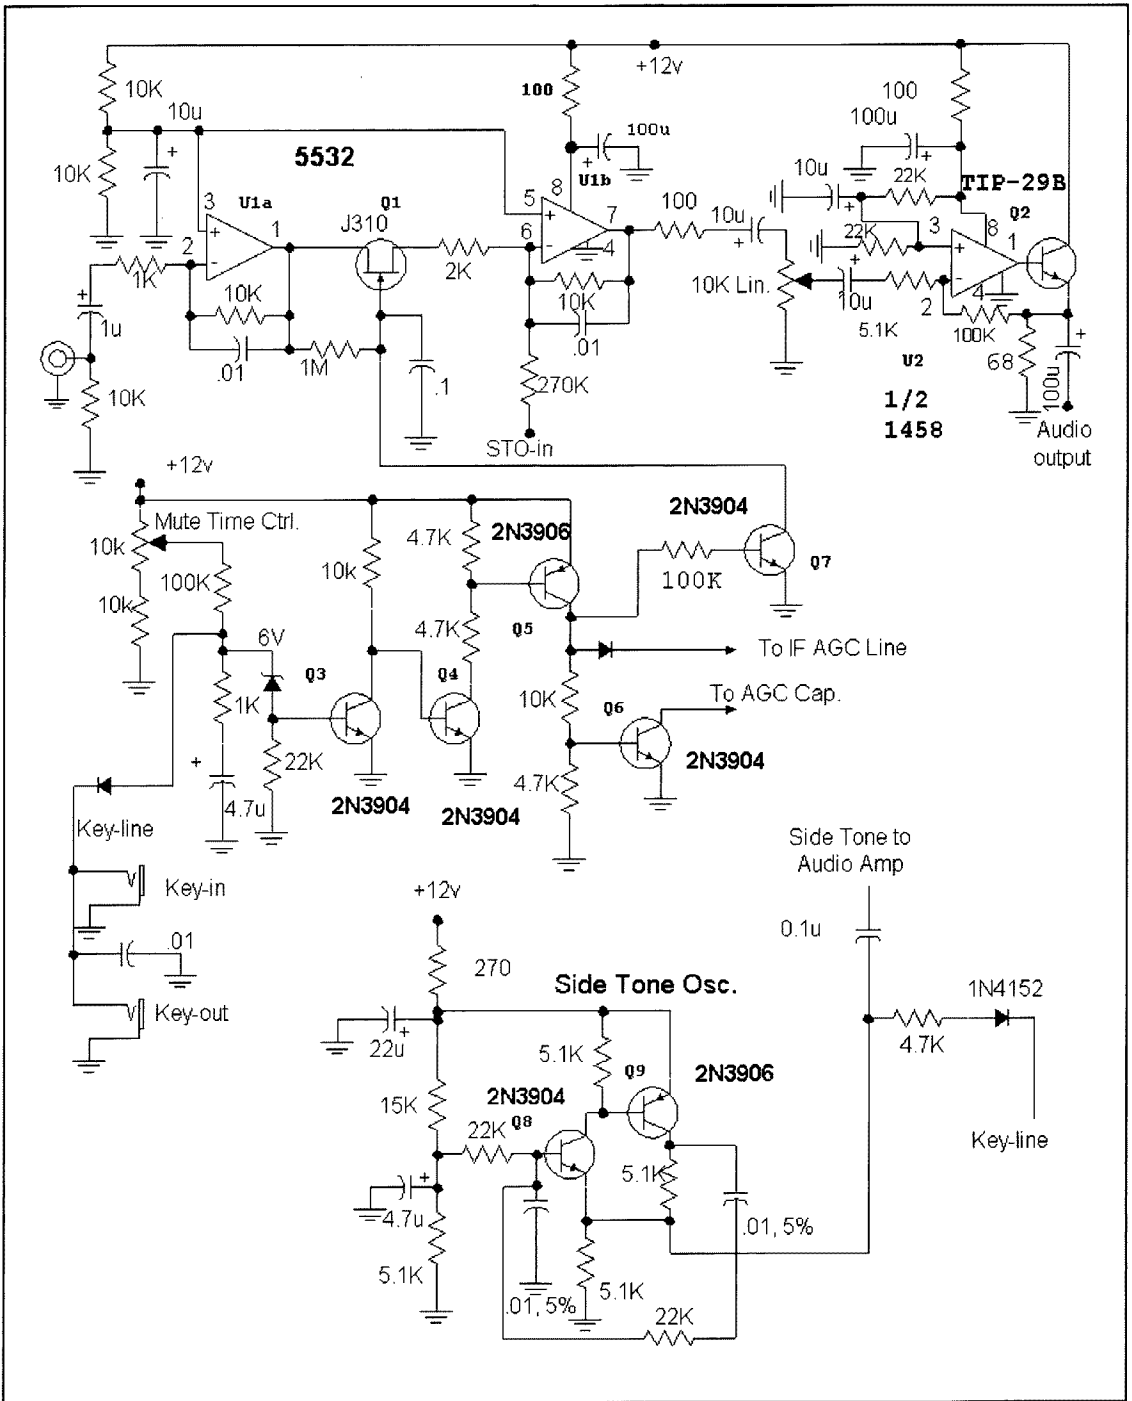 +12v
10K
10u
100
100
100u
100u
5532
10K
10u
22K
TIP-29B
U1b
8
U1a
Q1
J310
Q2
3
+
1
5
+
7
100
10u
3
8
1
+
2
-
6
-
4
22K
+
2K
1K
10K
10K
10K Lin.
10u
2
4
-
1u
5.1K
100K
.01
1M
.1
.01
U2
68
10K
270K
1/2
1458
100u
STO-in
Audio
output
+12v
Mute Time Ctrl.
4.7K
2N3906
2N3904
10k
100K
10k
100K
Q7
10k
4.7K
Q5
6V
To IF AGC Line
Q3
Q4
10K
To AGC Cap.
1K
Q6
22K
2N3904
4.7K
+
4.7u
2N3904
2N3904
Key-line
Side Tone to
Audio Amp
Key-in
+12v
.01
0.1u
270
Side Tone Osc.
1N4152
Key-out
22u
+
5.1K
4.7K
Q9
2N3906
15K
2N3904
22K
Q8
Key-line
5.1K
+
4.7u
.01, 5%
5.1K
.01, 5%
5.1K
22K